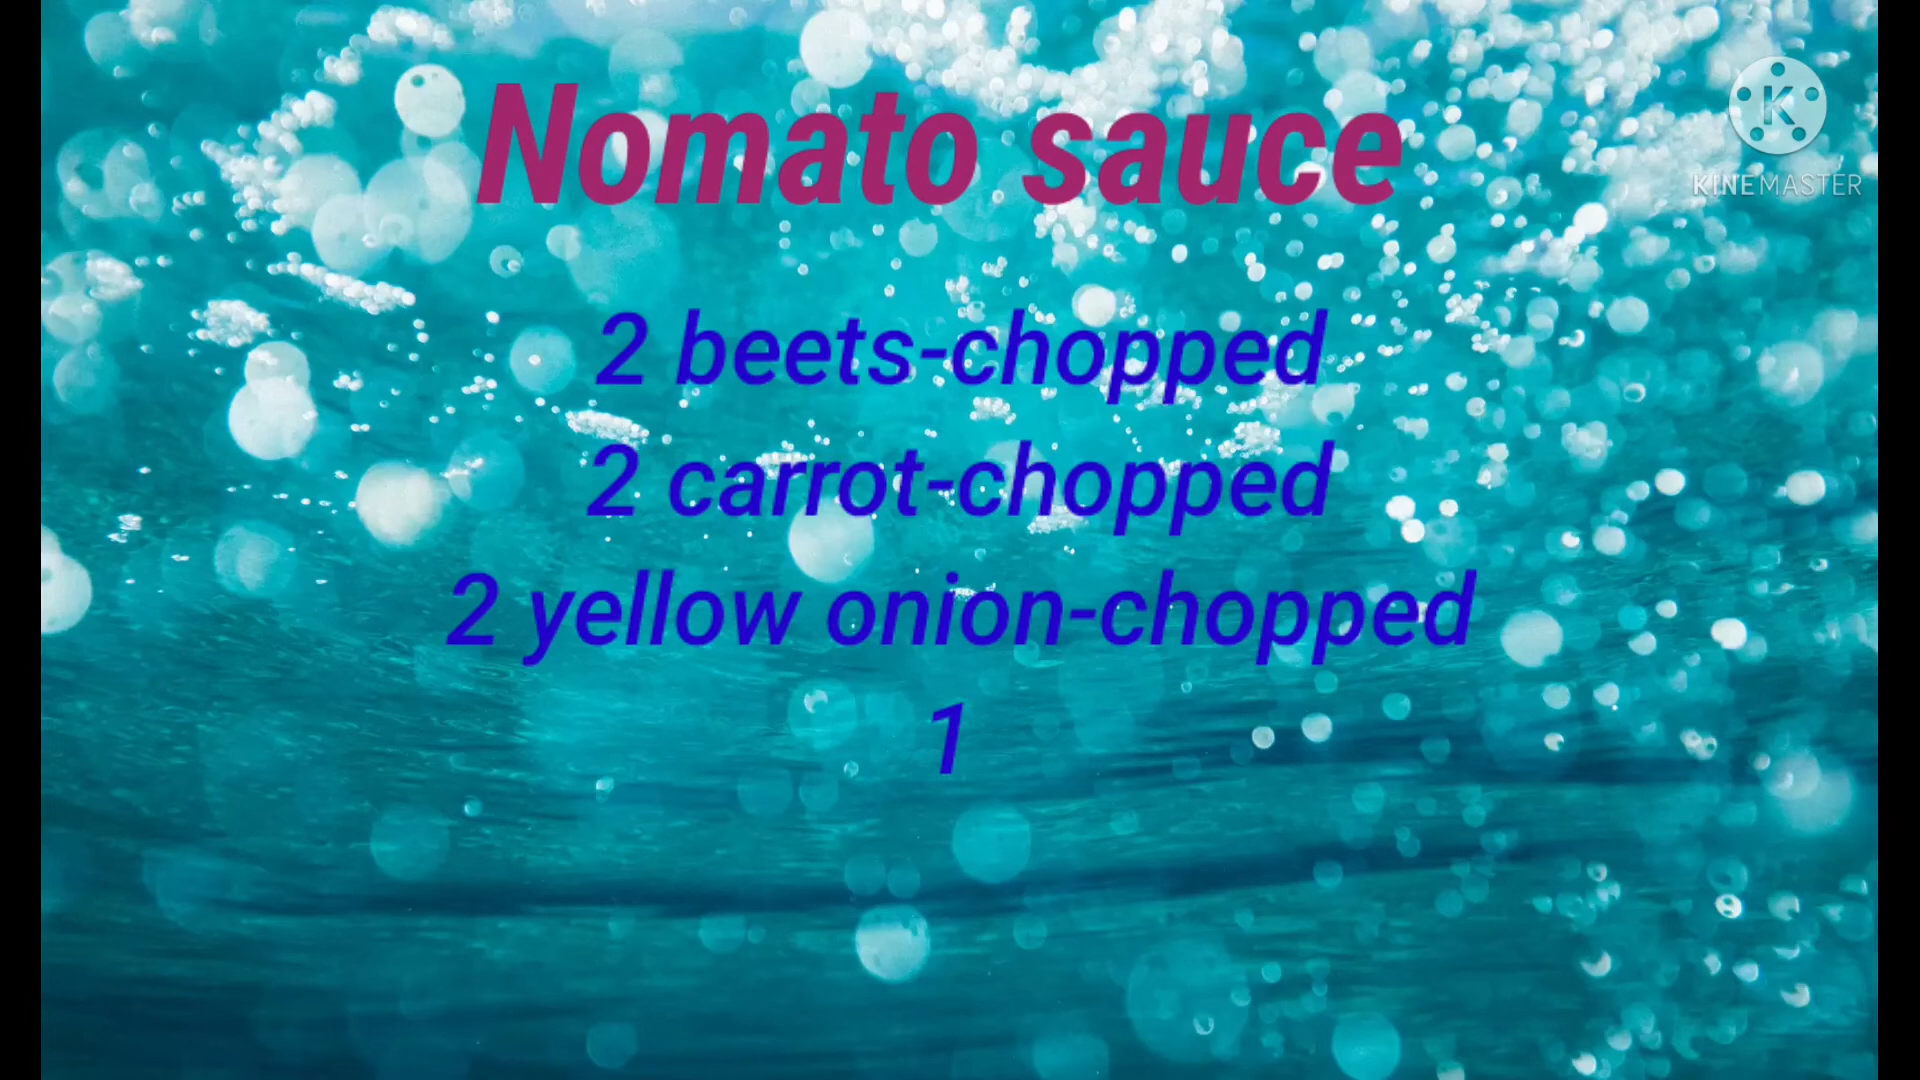 Nomato sauce
K
KINEMASTER
2 beets-chopped
2 carrot-chopped
2 yellow onion-chopped
1